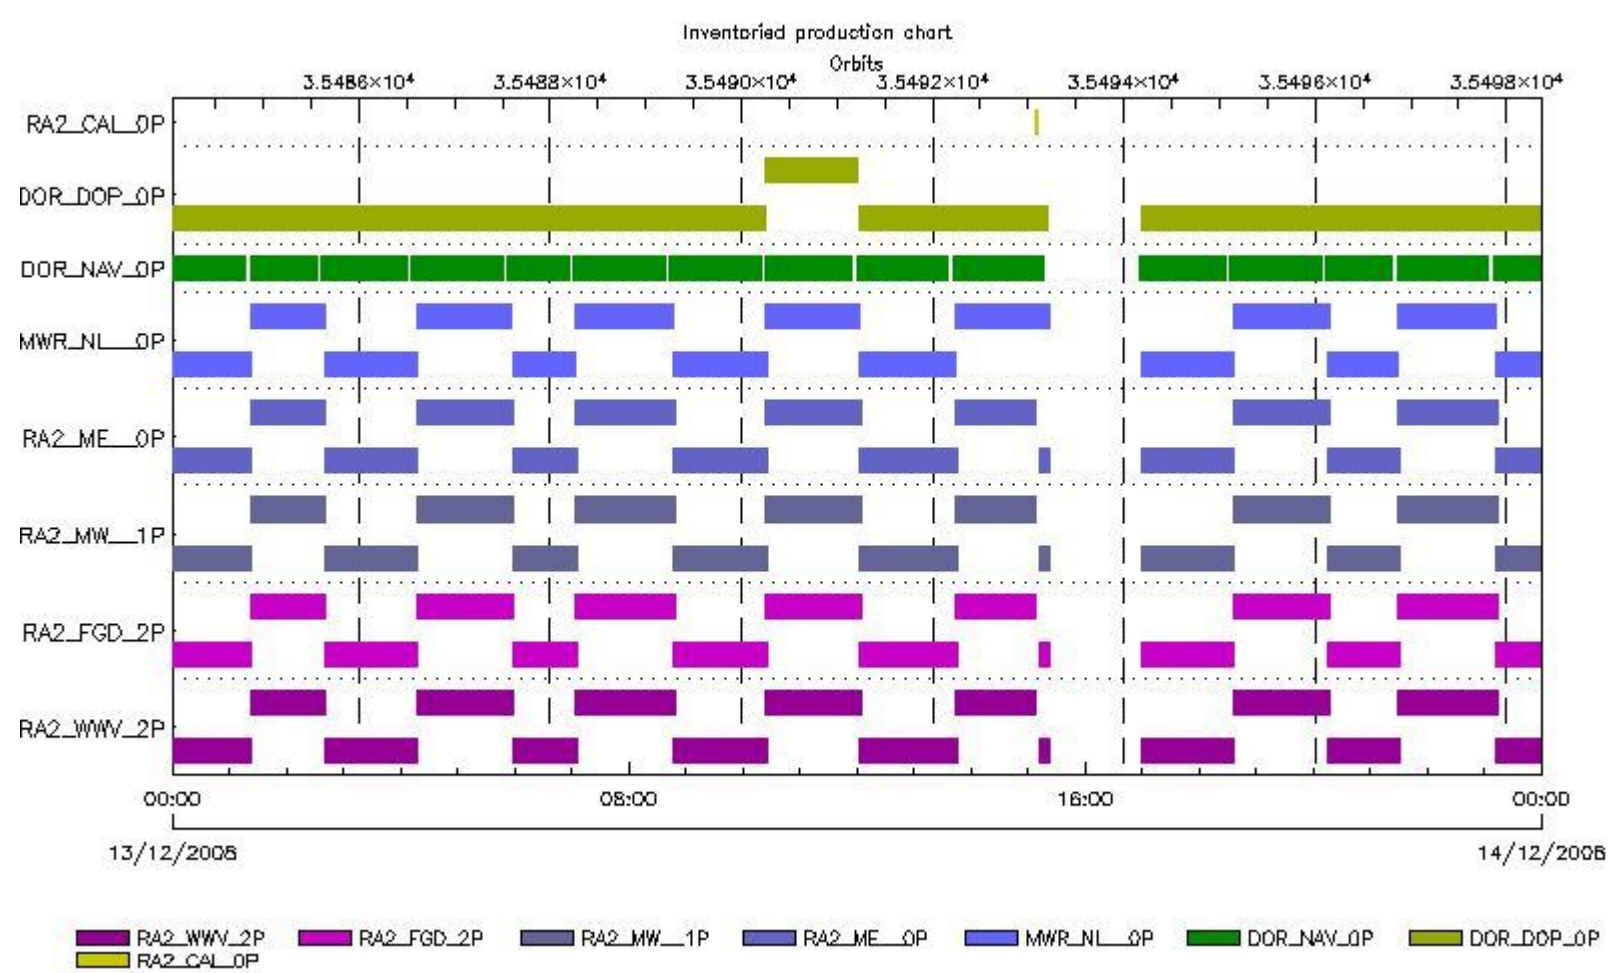 Inventoried production chart
Orbits
3.5486×10⁴ 3.5488×10⁴ 3.5490×10⁴ 3.5492×10⁴ 3.5494×10⁴ 3.5496×10⁴ 3.5498×10⁴
RA2_CAL_0P
DOR_DOP_0P
DOR_NAV_0P
MWR_NL__0P
RA2_ME__0P
RA2_MW__1P
RA2_FGD_2P
RA2_WWV_2P
00:00 08:00 16:00 00:00
13/12/2008 14/12/2008
RA2_WWV_2P RA2_FGD_2P RA2_MW__1P RA2_ME__0P MWR_NL__0P DOR_NAV_0P DOR_DOP_0P
RA2_CAL_0P